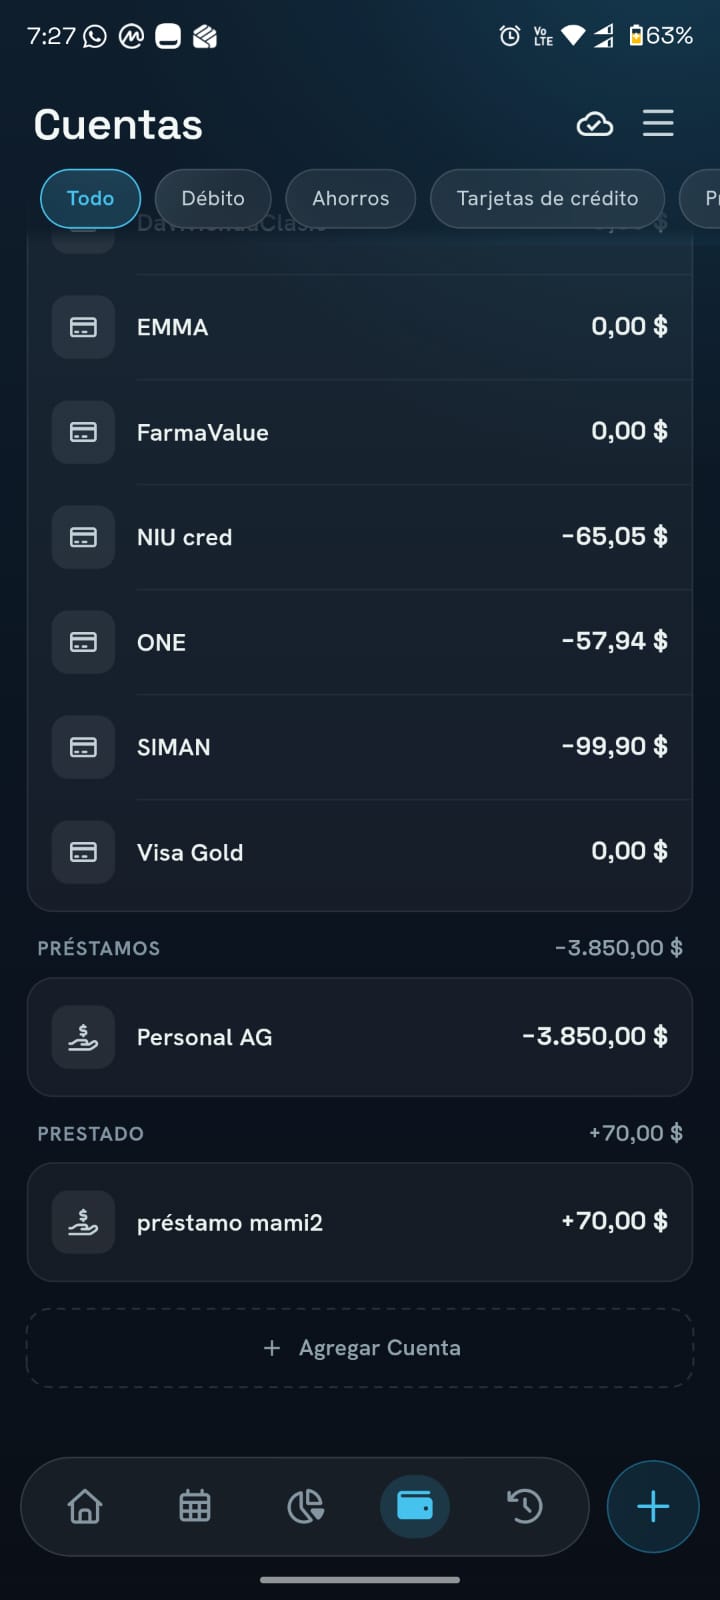 7:27 Vo LTE 63%
Cuentas
Todo Débito Ahorros Tarjetas de crédito
EMMA 0,00 $
FarmaValue 0,00 $
NIU cred -65,05 $
ONE -57,94 $
SIMAN -99,90 $
Visa Gold 0,00 $
PRÉSTAMOS -3.850,00 $
Personal AG -3.850,00 $
PRESTADO +70,00 $
préstamo mami2 +70,00 $
+ Agregar Cuenta